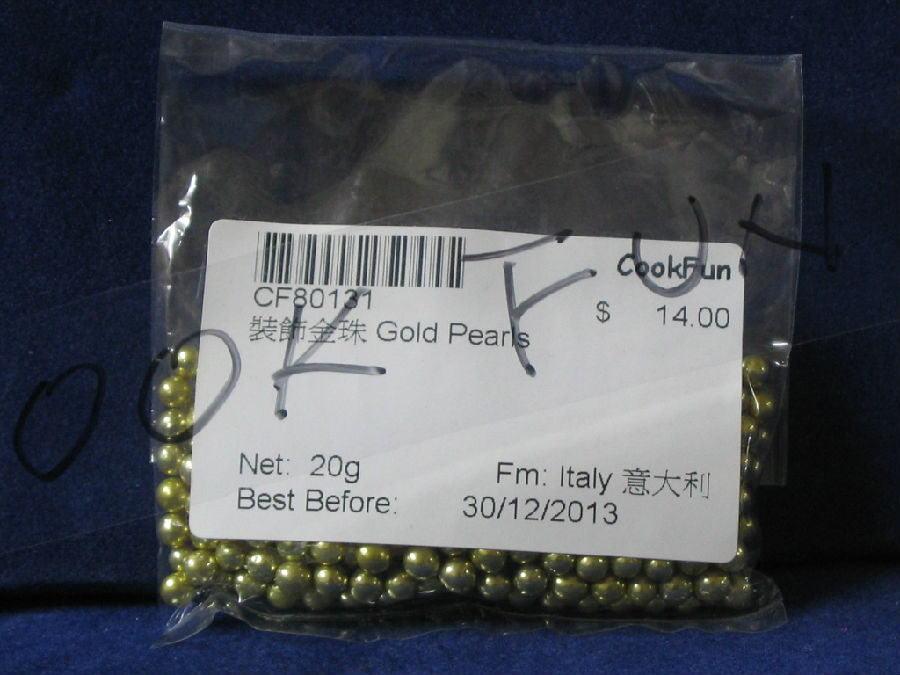 CookFun
CF80131
$ 14.00
裝飾金珠 Gold Pearls
OOK FUN
Net: 20g
Fm: Italy 意大利
Best Before: 30/12/2013